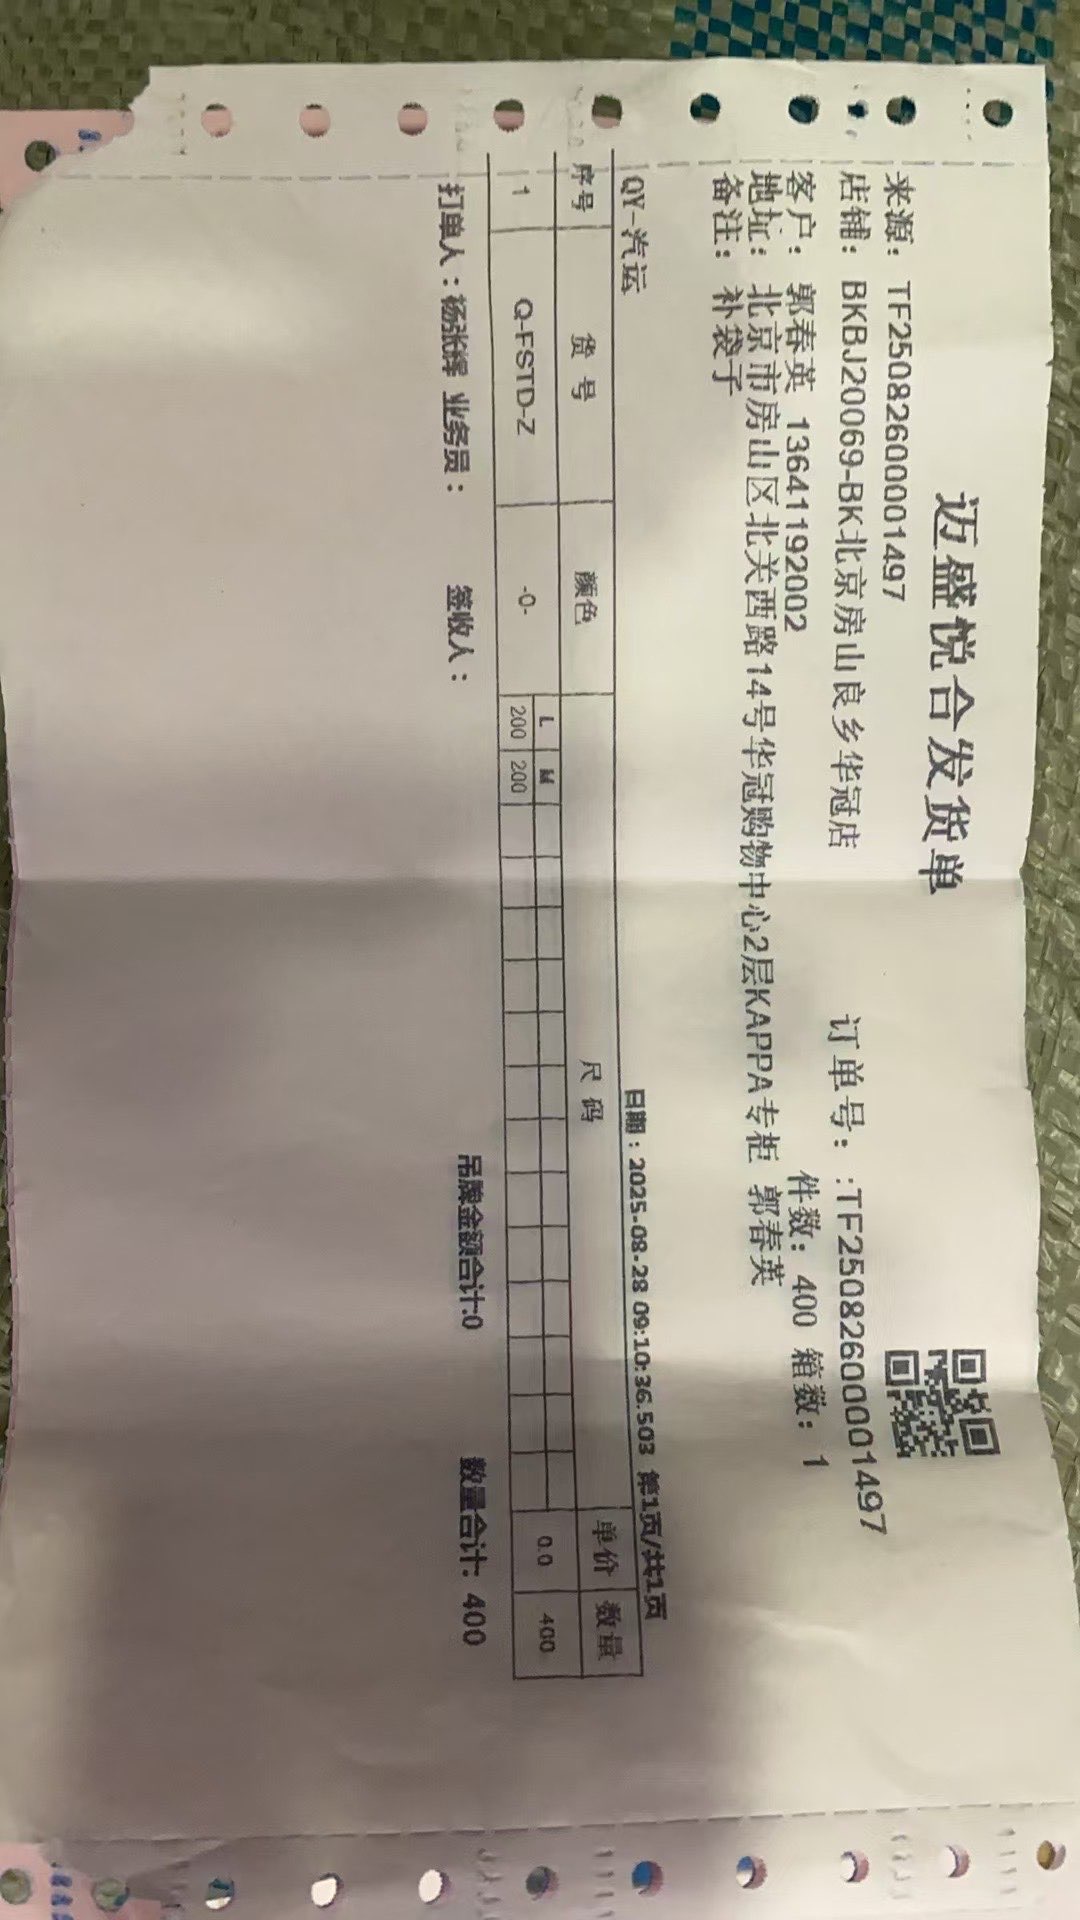 迈盛悦合发货单
来源: TF2508260001497
店铺: BKBJ20069-BK北京房山良乡华冠店 订单号: :TF2508260001497
客户: 郭春英 13641192002 件数: 400 箱数: 1
地址: 北京市房山区北关西路14号华冠购物中心2层KAPPA专柜 郭春英
备注: 补袋子
QY-汽运 日期:2025-08-28 09:10:36.503 第1页/共1页
序号 货 号 颜色 尺 码 单价 数量
L M
1 Q-FSTD-Z -0- 200 200 0.0 400
打单人:杨张辉 业务员: 签收人: 吊牌金额合计:0 数量合计: 400